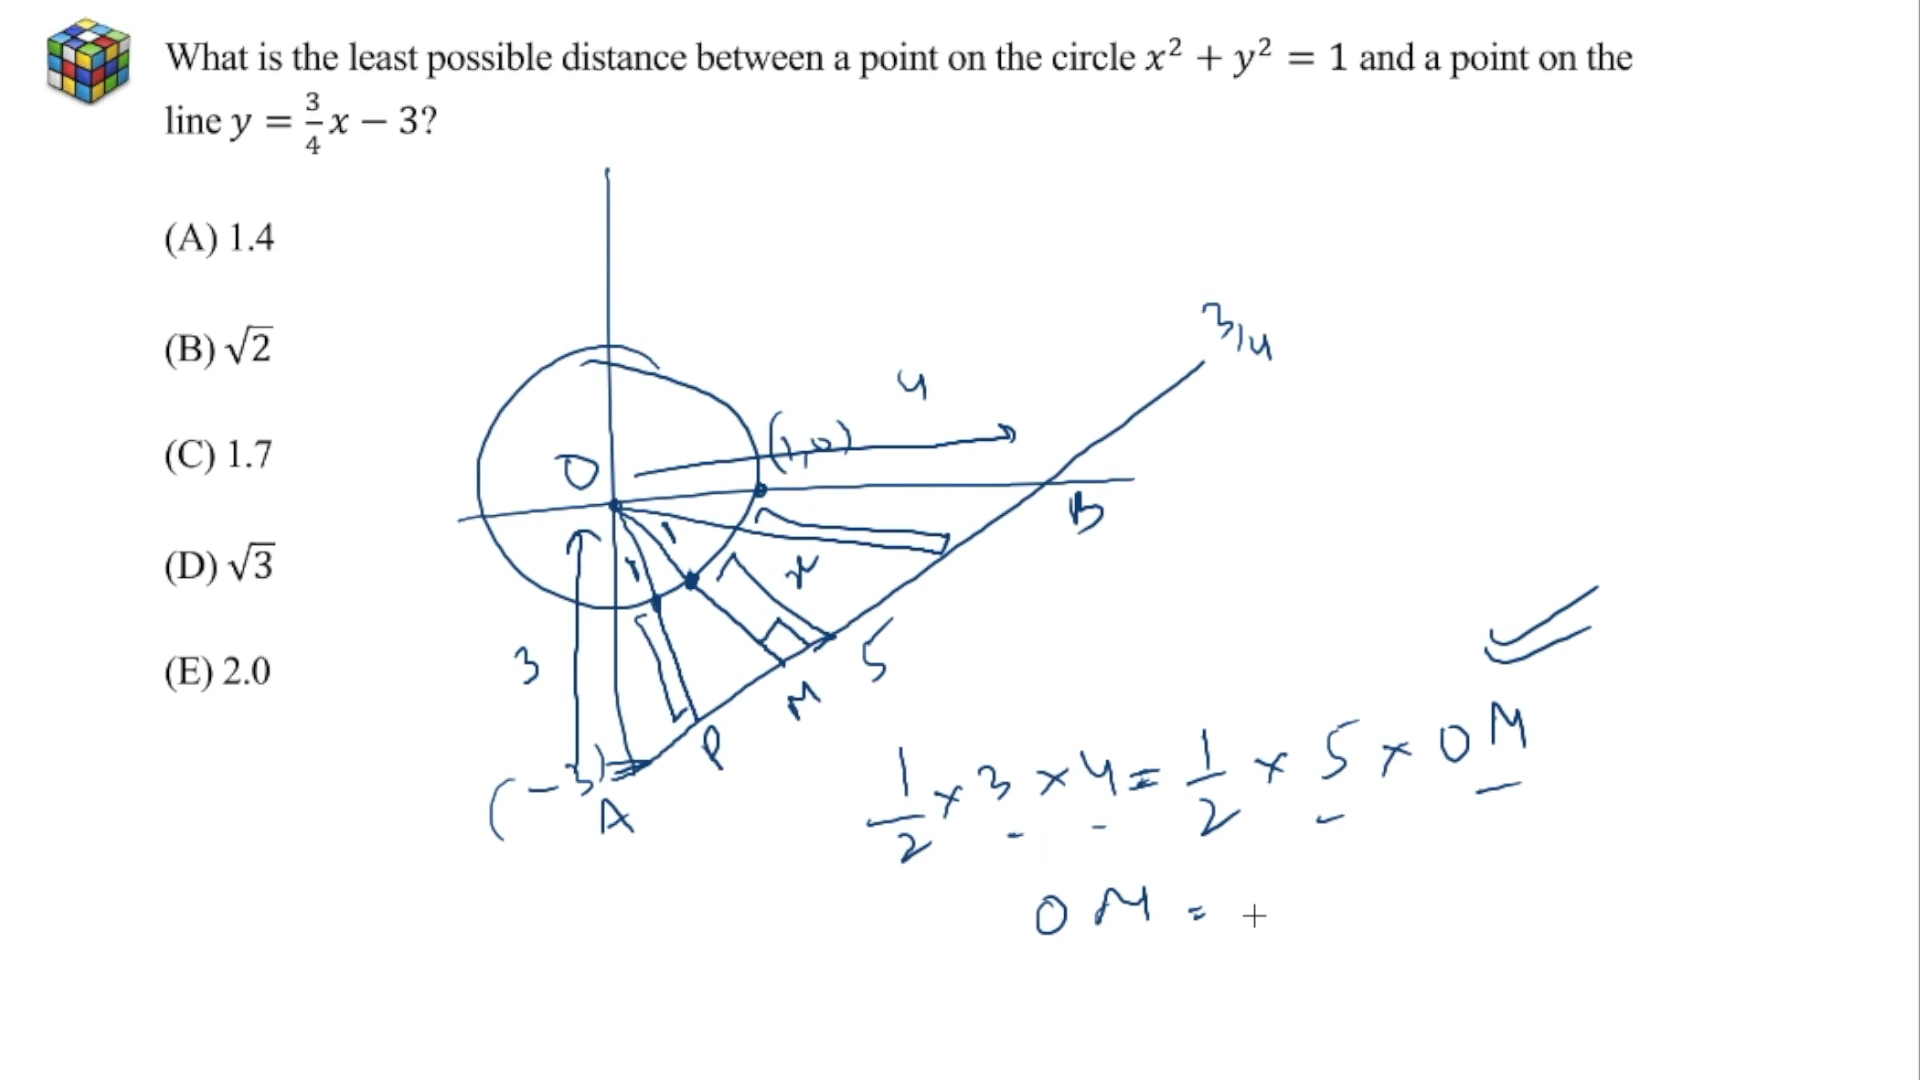 What is the least possible distance between a point on the circle x² + y² = 1 and a point on the
line y = 3/4 x − 3?
(A) 1.4
(B) √2
(C) 1.7
(D) √3
(E) 2.0
3/4
4
(1,0)
O
B
1
1
x
3
5
M
P
(-3)
A
1/2 × 3 × 4 = 1/2 × 5 × OM
OM =